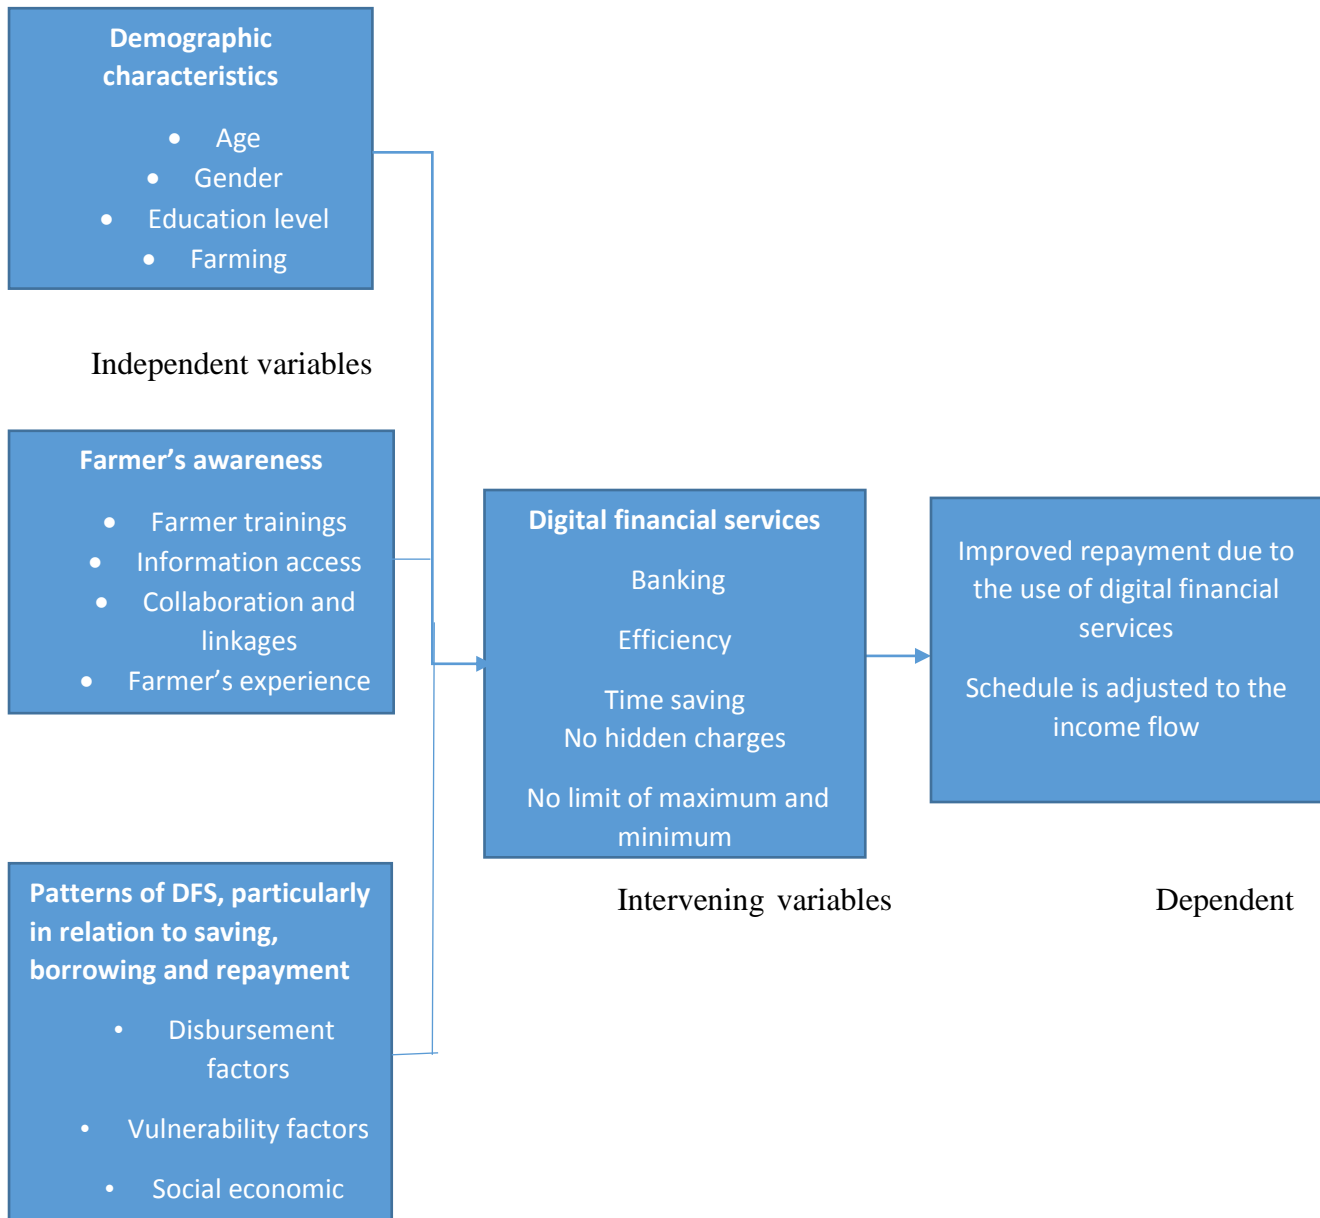 Demographic
characteristics
• Age
• Gender
• Education level
• Farming
Independent variables
Farmer’s awareness
• Farmer trainings
• Information access
• Collaboration and
linkages
• Farmer’s experience
Patterns of DFS, particularly
in relation to saving,
borrowing and repayment
• Disbursement
factors
• Vulnerability factors
• Social economic
Digital financial services
Banking
Efficiency
Time saving
No hidden charges
No limit of maximum and
minimum
Intervening variables
Improved repayment due to
the use of digital financial
services
Schedule is adjusted to the
income flow
Dependent